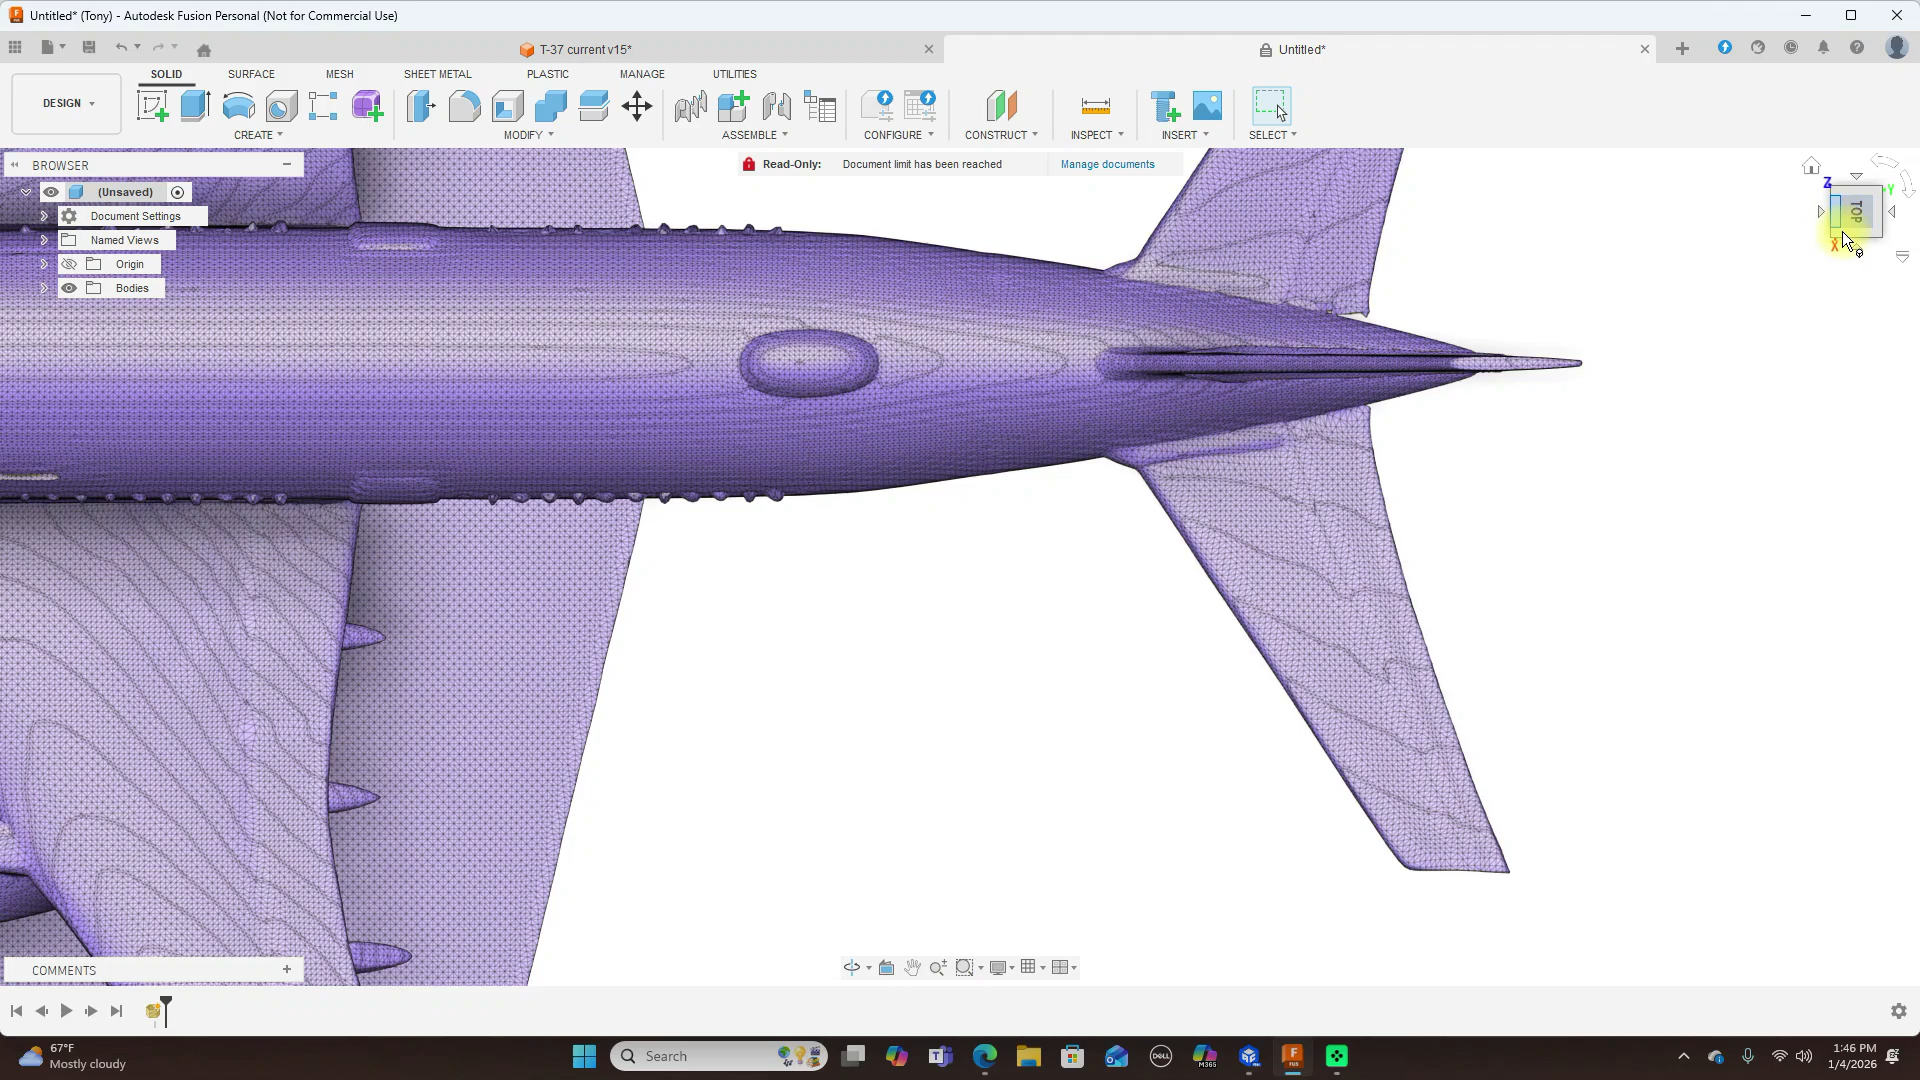 Untitled* (Tony) - Autodesk Fusion Personal (Not for Commercial Use)
T-37 current v15*
Untitled*
DESIGN
SOLID
SURFACE
MESH
SHEET METAL
PLASTIC
MANAGE
UTILITIES
CREATE
MODIFY
ASSEMBLE
CONFIGURE
CONSTRUCT
INSPECT
INSERT
SELECT
BROWSER
Read-Only: Document limit has been reached Manage documents
(Unsaved)
Document Settings
Named Views
Origin
Bodies
Z
Y
TOP
X
COMMENTS
67°F
Mostly cloudy
Search
DELL
M365
F
FUS
1:46 PM
1/4/2026